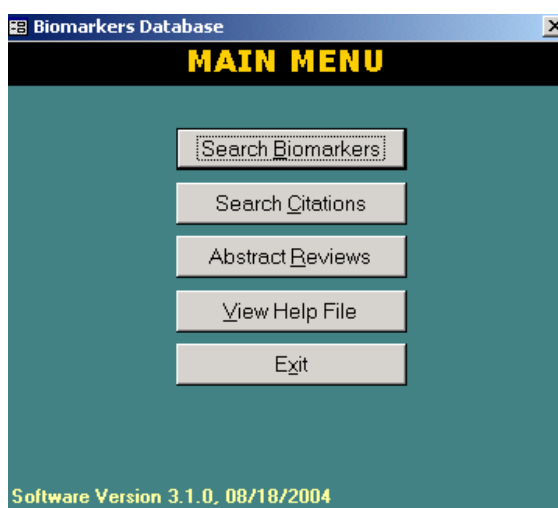 Biomarkers Database
MAIN MENU
Search Biomarkers
Search Citations
Abstract Reviews
View Help File
Exit
Software Version 3.1.0, 08/18/2004